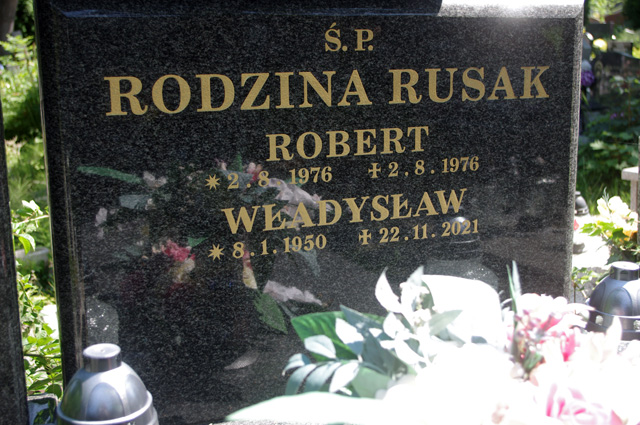 Ś.P.
RODZINA RUSAK
ROBERT
✶ 2. 8. 1976 ✝ 2. 8. 1976
WŁADYSŁAW
✶ 8. 1. 1950 ✝ 22. 11. 2021